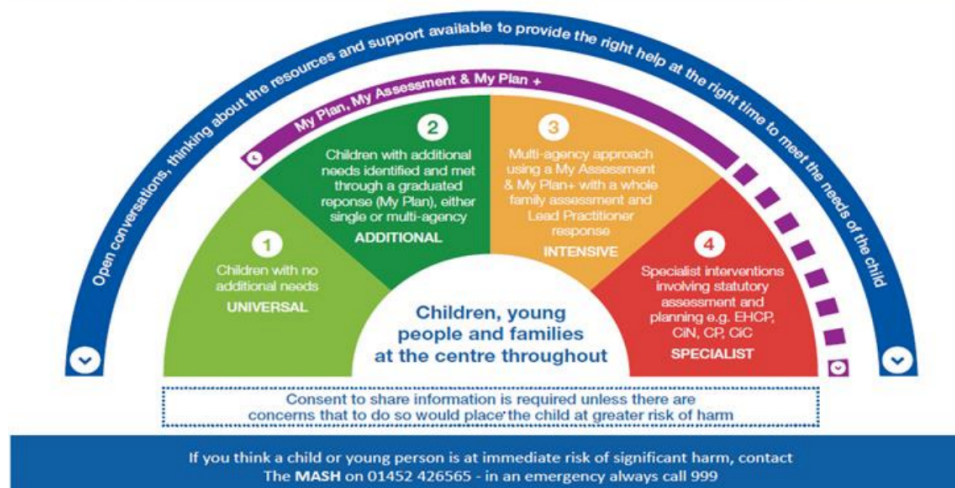 Open conversations, thinking about the resources and support available to provide the right help at the right time to meet the needs of the child
My Plan, My Assessment & My Plan +
1
Children with no
additional needs
UNIVERSAL
2
Children with additional
needs identified and met
through a graduated
reponse (My Plan), either
single or multi-agency
ADDITIONAL
3
Multi-agency approach
using a My Assessment
& My Plan+ with a whole
family assessment and
Lead Practitioner
response
INTENSIVE
4
Specialist interventions
involving statutory
assessment and
planning e.g. EHCP,
CiN, CP, CiC
SPECIALIST
Children, young
people and families
at the centre throughout
Consent to share information is required unless there are
concerns that to do so would place the child at greater risk of harm
If you think a child or young person is at immediate risk of significant harm, contact
The MASH on 01452 426565 - in an emergency always call 999